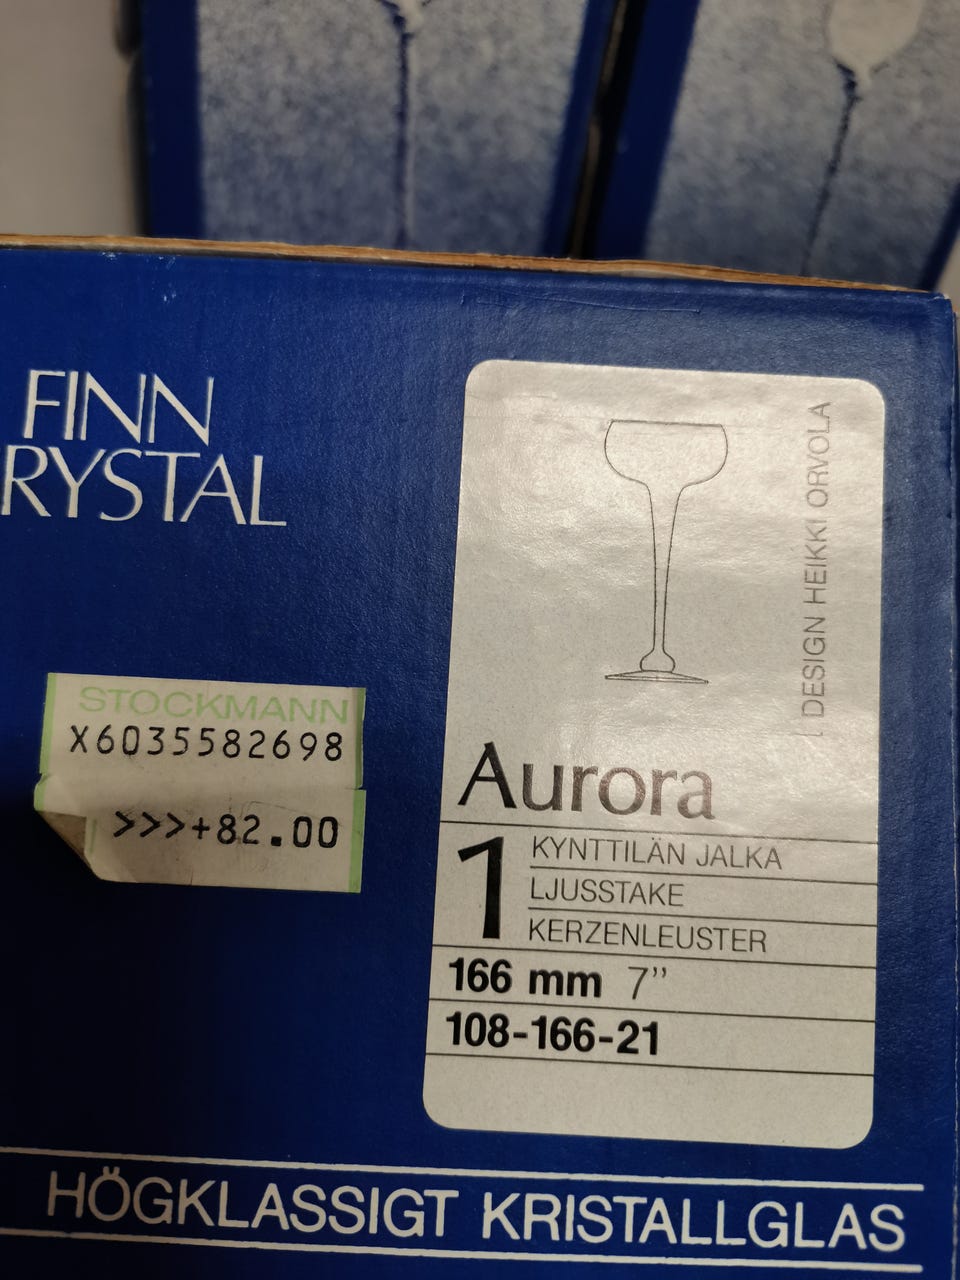 FINN
RYSTAL
STOCKMANN
X6035582698
>>>+82.00
DESIGN HEIKKI ORVOLA
Aurora
1
KYNTTILÄN JALKA
LJUSSTAKE
KERZENLEUSTER
166 mm 7”
108-166-21
HÖGKLASSIGT KRISTALLGLAS